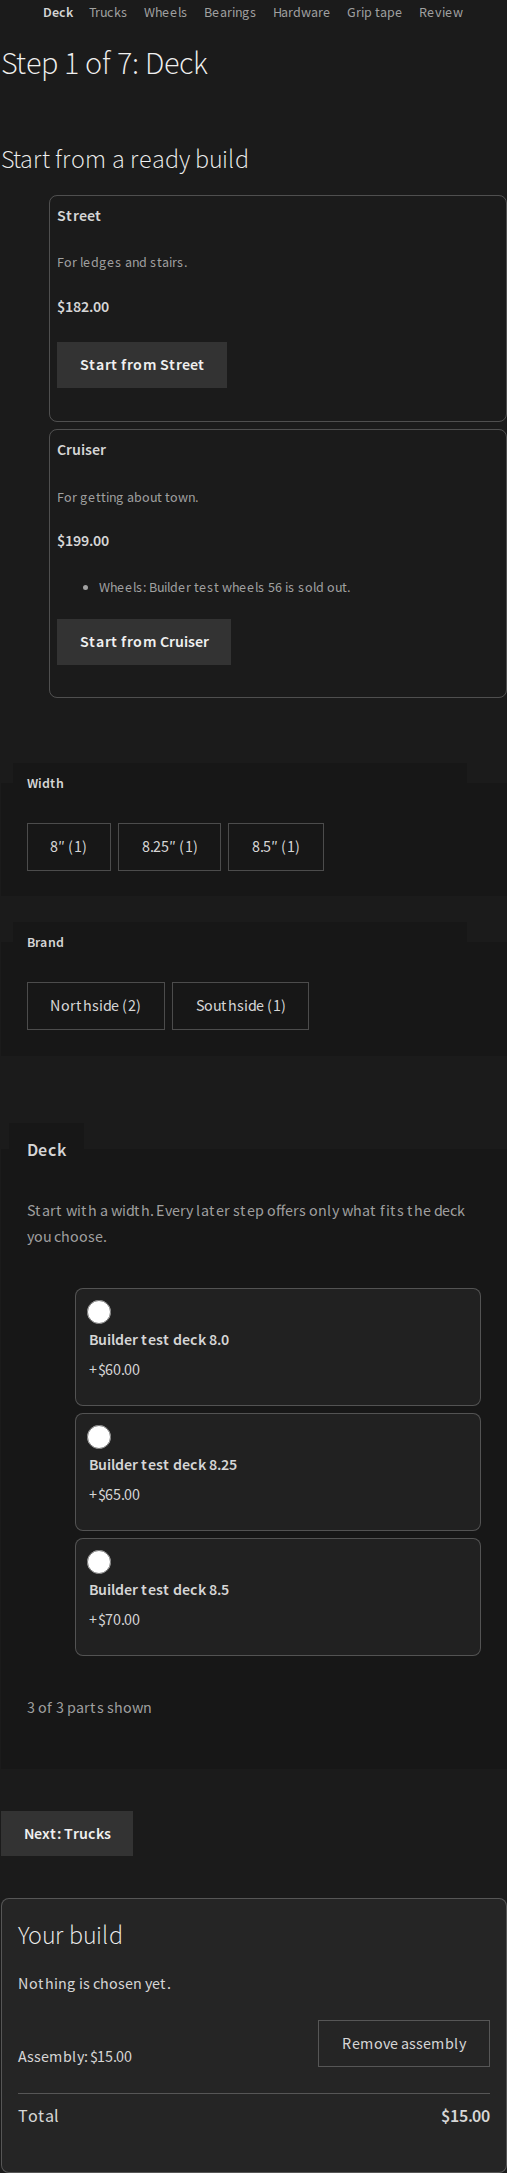 Deck Trucks Wheels Bearings Hardware Grip tape Review
Step 1 of 7: Deck
Start from a ready build
Street
For ledges and stairs.
$182.00
Start from Street
Cruiser
For getting about town.
$199.00
• Wheels: Builder test wheels 56 is sold out.
Start from Cruiser
Width
8″ (1) 8.25″ (1) 8.5″ (1)
Brand
Northside (2) Southside (1)
Deck
Start with a width. Every later step offers only what fits the deck
you choose.
Builder test deck 8.0
+$60.00
Builder test deck 8.25
+$65.00
Builder test deck 8.5
+$70.00
3 of 3 parts shown
Next: Trucks
Your build
Nothing is chosen yet.
Assembly: $15.00 Remove assembly
Total $15.00